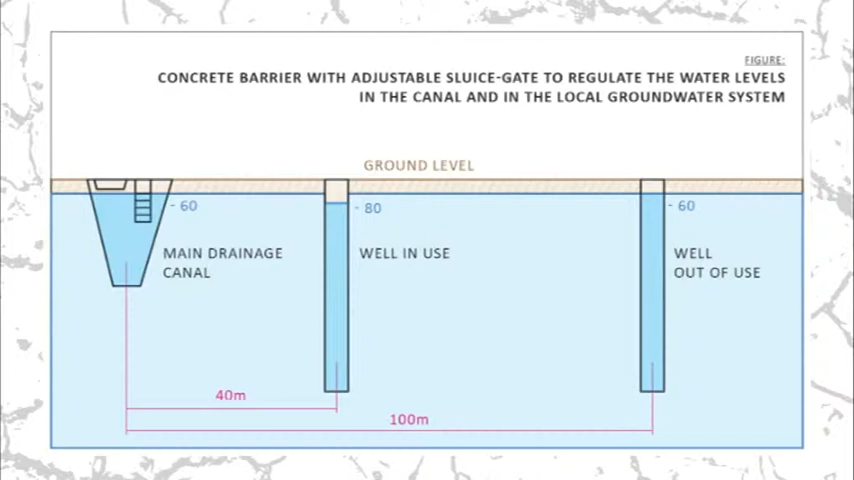 FIGURE:
CONCRETE BARRIER WITH ADJUSTABLE SLUICE-GATE TO REGULATE THE WATER LEVELS
IN THE CANAL AND IN THE LOCAL GROUNDWATER SYSTEM
GROUND LEVEL
- 60
- 80
- 60
MAIN DRAINAGE
CANAL
WELL IN USE
WELL
OUT OF USE
40m
100m